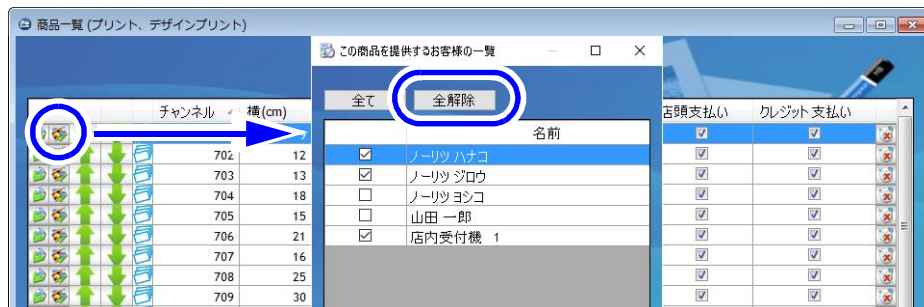 商品一覧 (プリント、デザインプリント)
この商品を提供するお客様の一覧
全て 全解除
チャンネル 横(cm) 名前 店頭支払い クレジット支払い
ノーリツ ハナコ
702 12 ノーリツ ジロウ
703 13
704 18 ノーリツ ヨシコ
705 15 山田 一郎
706 21 店内受付機 1
707 16
708 25
709 30